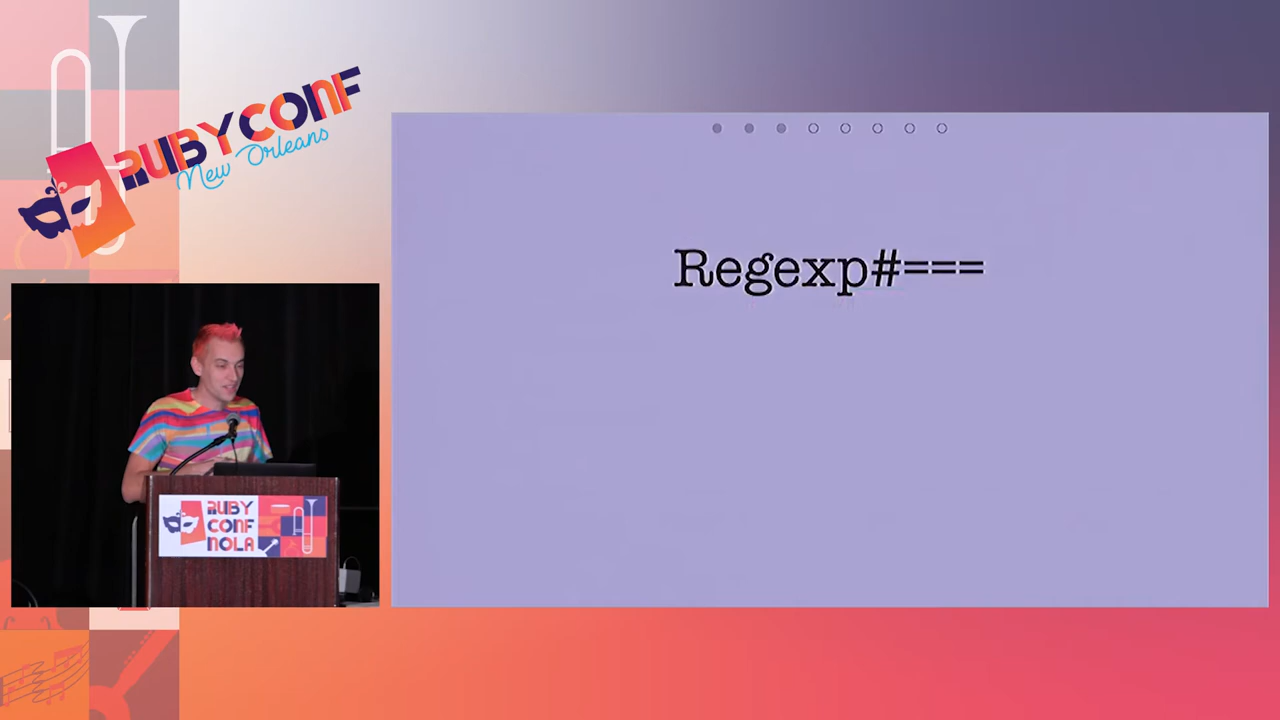 RUBYCONF
New Orleans
Regexp#===
RUBY
CONF
NOLA